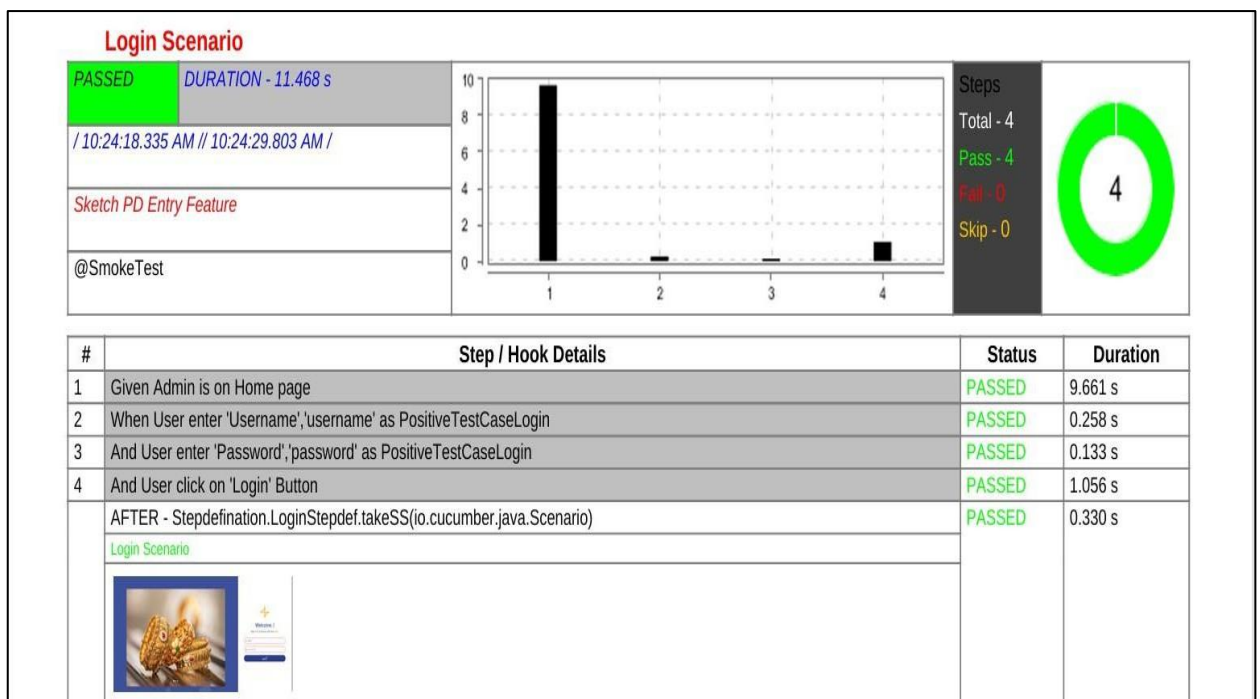 Login Scenario
PASSED
DURATION - 11.468 s
/ 10:24:18.335 AM // 10:24:29.803 AM /
Sketch PD Entry Feature
@SmokeTest
10
8
6
4
2
0
1 2 3 4
Steps
Total - 4
Pass - 4
Fail - 0
Skip - 0
4
# Step / Hook Details Status Duration
1 Given Admin is on Home page PASSED 9.661 s
2 When User enter 'Username','username' as PositiveTestCaseLogin PASSED 0.258 s
3 And User enter 'Password','password' as PositiveTestCaseLogin PASSED 0.133 s
4 And User click on 'Login' Button PASSED 1.056 s
AFTER - Stepdefination.LoginStepdef.takeSS(io.cucumber.java.Scenario) PASSED 0.330 s
Login Scenario
Welcome